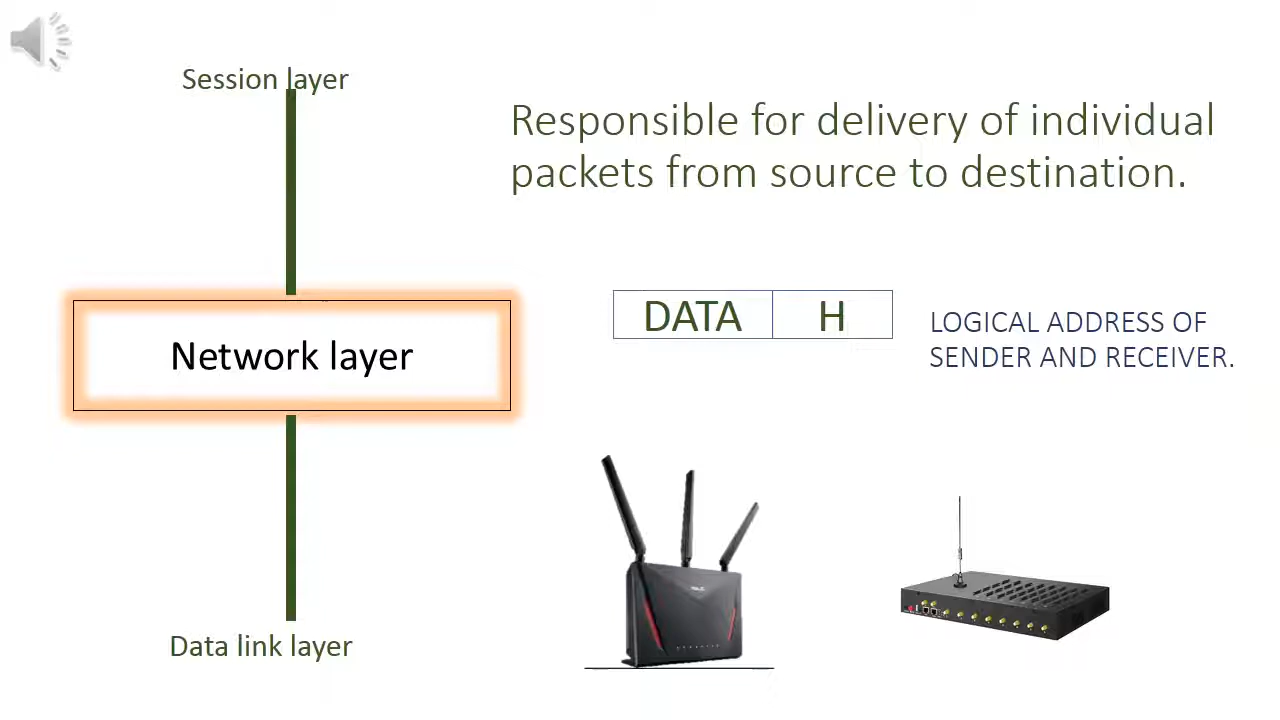 Session layer
Responsible for delivery of individual
packets from source to destination.
Network layer
DATA H
LOGICAL ADDRESS OF
SENDER AND RECEIVER.
Data link layer